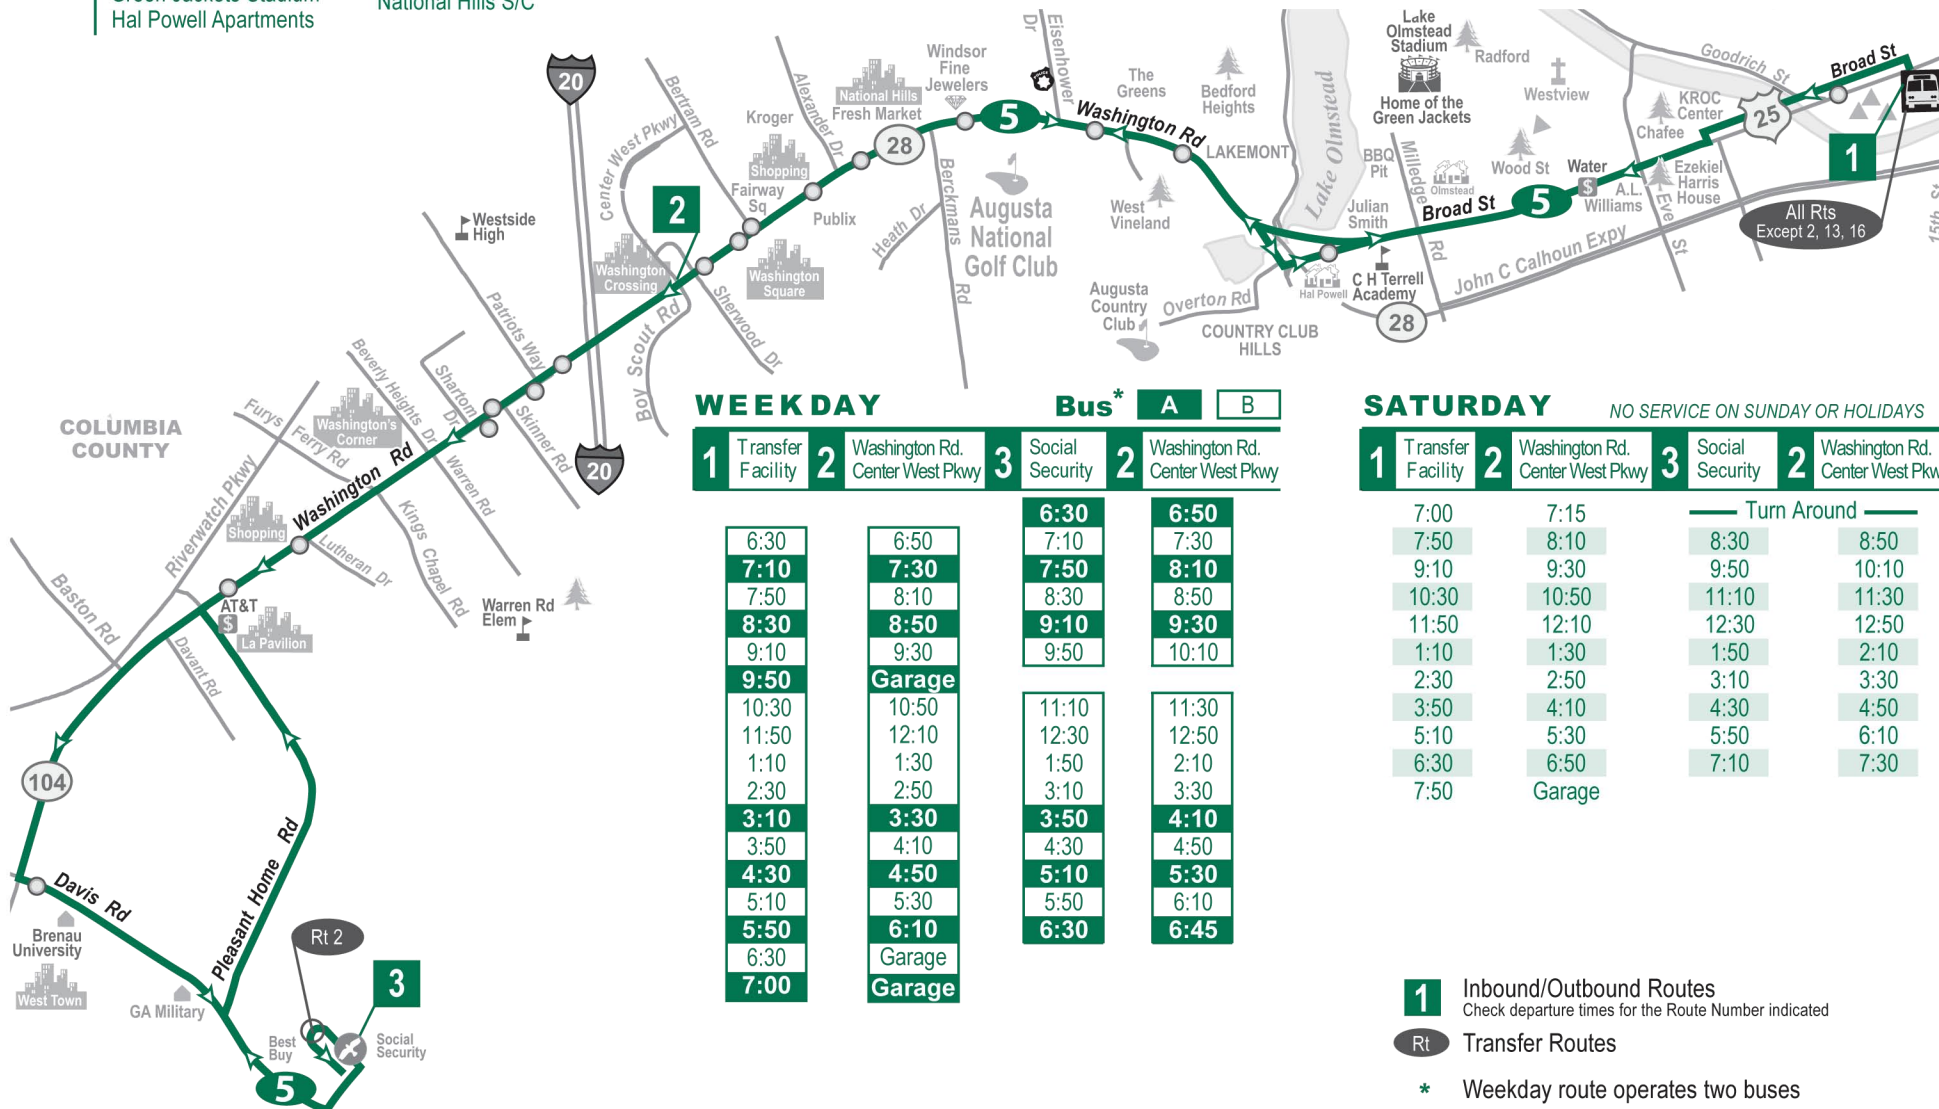 Green Jackets Stadium
Hal Powell Apartments
National Hills S/C
20
Bertram Rd
Center West Pkwy
Alexander Dr
Kroger
Shopping
National Hills
Fresh Market
Windsor
Fine
Jewelers
28
5
Eisenhower
Dr
Washington Rd
The
Greens
Bedford
Heights
LAKEMONT
Lake Olmstead
Lake
Olmstead
Stadium
Home of the
Green Jackets
Radford
Westview
Goodrich St
Broad St
KROC
Center
Chafee
25
1
All Rts
Except 2, 13, 16
15th St
BBQ
Pit
Milledge
Rd
Olmstead
Wood St
Water
$
A.L.
Williams
Ezekiel
Harris
House
Eve St
Julian
Smith
Broad St
5
John C Calhoun Expy
C H Terrell
Academy
Hal Powell
28
Overton Rd
COUNTRY CLUB
HILLS
Augusta
Country
Club
West
Vineland
Augusta
National
Golf Club
Berckmans
Rd
Heath Dr
Publix
Fairway
Sq
2
Washington
Crossing
Washington
Square
Sherwood Dr
Boy Scout Rd
Westside
High
Patriots Way
Skinner Rd
20
Shartom
Dr
Beverly Heights Dr
Warren Rd
Washington's
Corner
Furys
Ferry Rd
COLUMBIA
COUNTY
Washington Rd
Riverwatch Pkwy
Shopping
Lutheran Dr
Kings Chapel Rd
Warren Rd
Elem
Baston Rd
AT&T
$
La Pavilion
Davant Rd
104
Davis Rd
Pleasant Home Rd
Brenau
University
West Town
GA Military
Rt 2
3
Best
Buy
Social
Security
5
WEEKDAY Bus* A B
1 Transfer Facility 2 Washington Rd. Center West Pkwy 3 Social Security 2 Washington Rd. Center West Pkwy
6:30 6:50
6:30 6:50 7:10 7:30
7:10 7:30 7:50 8:10
7:50 8:10 8:30 8:50
8:30 8:50 9:10 9:30
9:10 9:30 9:50 10:10
9:50 Garage
10:30 10:50 11:10 11:30
11:50 12:10 12:30 12:50
1:10 1:30 1:50 2:10
2:30 2:50 3:10 3:30
3:10 3:30 3:50 4:10
3:50 4:10 4:30 4:50
4:30 4:50 5:10 5:30
5:10 5:30 5:50 6:10
5:50 6:10 6:30 6:45
6:30 Garage
7:00 Garage
SATURDAY NO SERVICE ON SUNDAY OR HOLIDAYS
1 Transfer Facility 2 Washington Rd. Center West Pkwy 3 Social Security 2 Washington Rd. Center West Pkw
7:00 7:15 Turn Around
7:50 8:10 8:30 8:50
9:10 9:30 9:50 10:10
10:30 10:50 11:10 11:30
11:50 12:10 12:30 12:50
1:10 1:30 1:50 2:10
2:30 2:50 3:10 3:30
3:50 4:10 4:30 4:50
5:10 5:30 5:50 6:10
6:30 6:50 7:10 7:30
7:50 Garage
1 Inbound/Outbound Routes
Check departure times for the Route Number indicated
Rt Transfer Routes
* Weekday route operates two buses